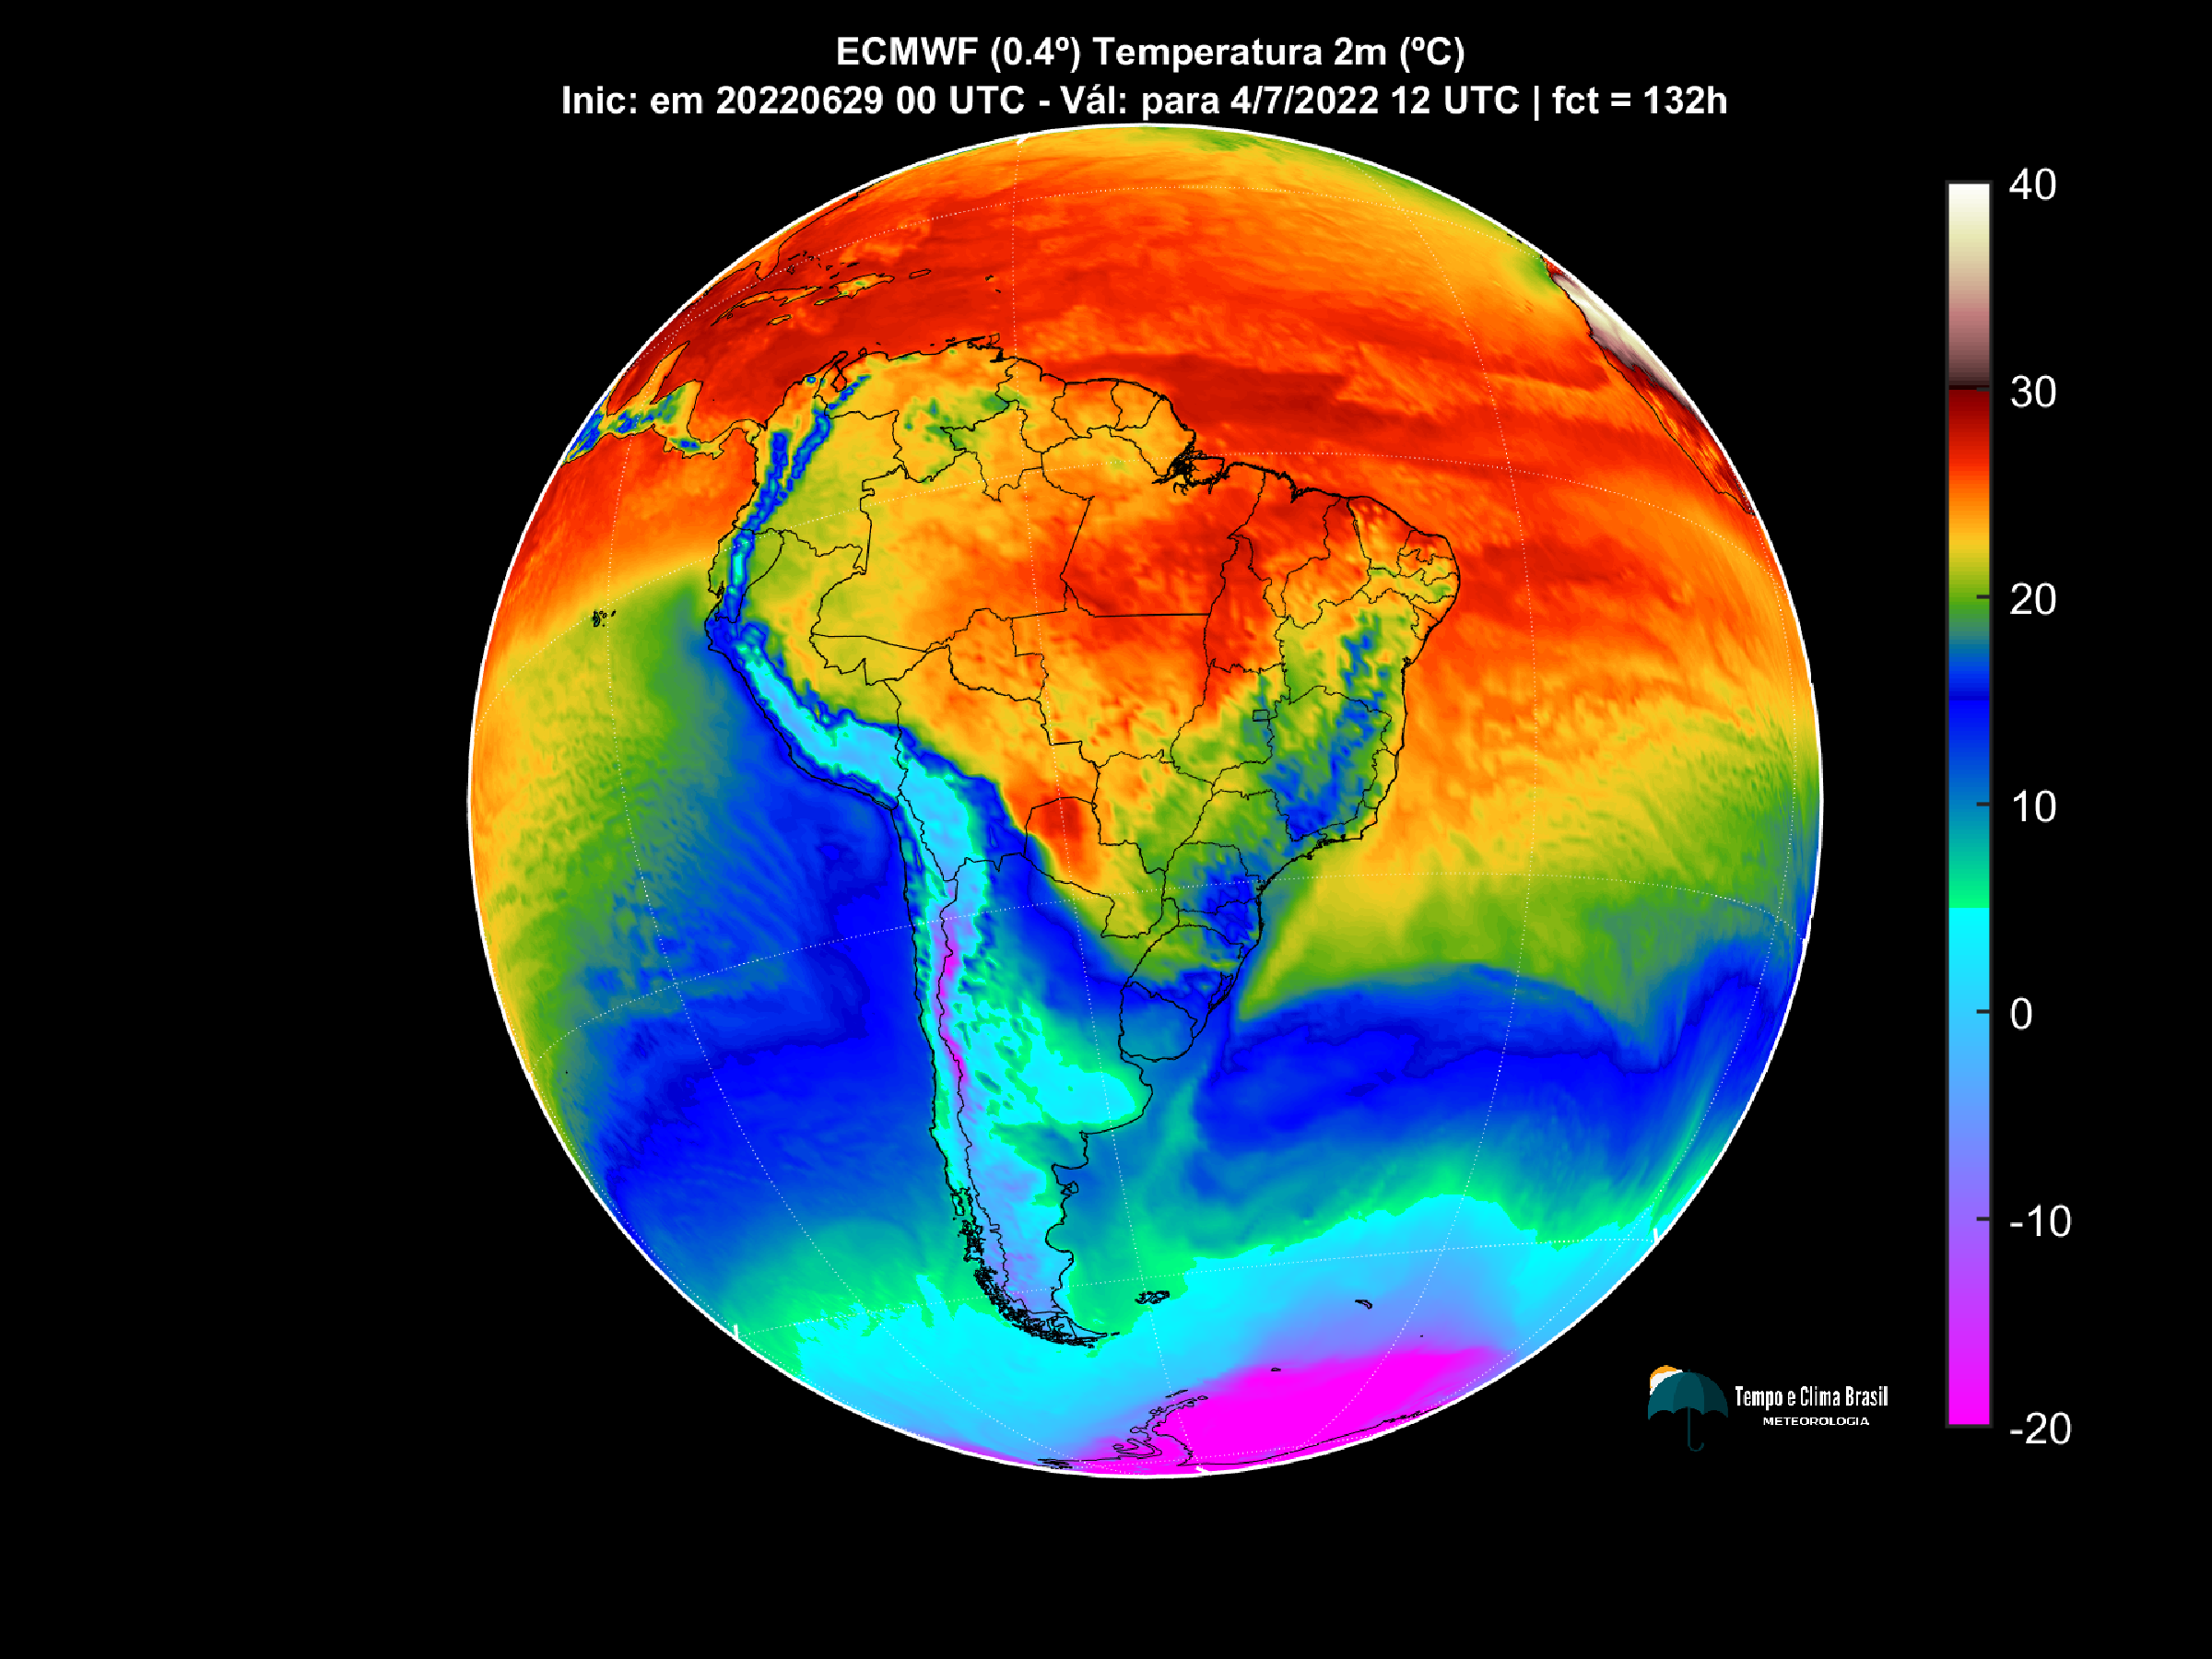 ECMWF (0.4º) Temperatura 2m (ºC)
Inic: em 20220629 00 UTC - Vál: para 4/7/2022 12 UTC | fct = 132h
40
30
20
10
0
-10
-20
Tempo e Clima Brasil
METEOROLOGIA